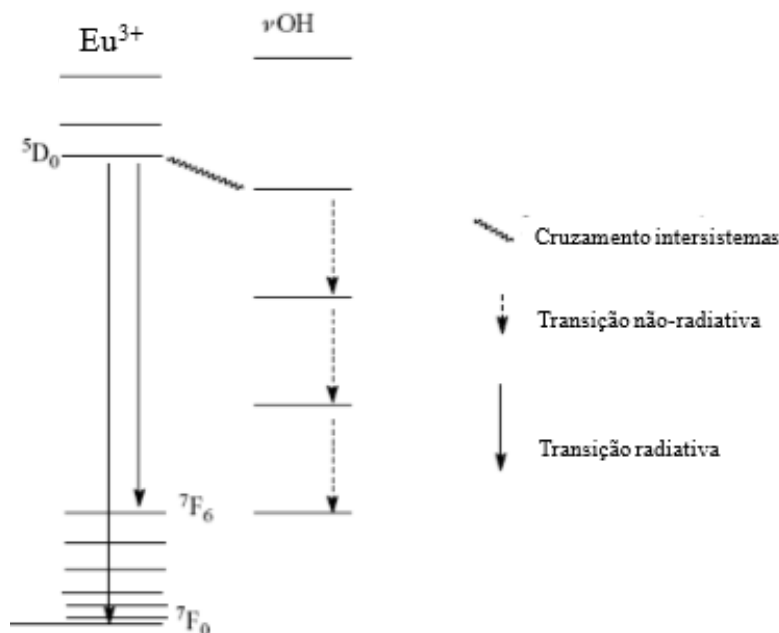 Eu³⁺
νOH
⁵D₀
⁷F₆
⁷F₀
Cruzamento intersistemas
Transição não-radiativa
Transição radiativa